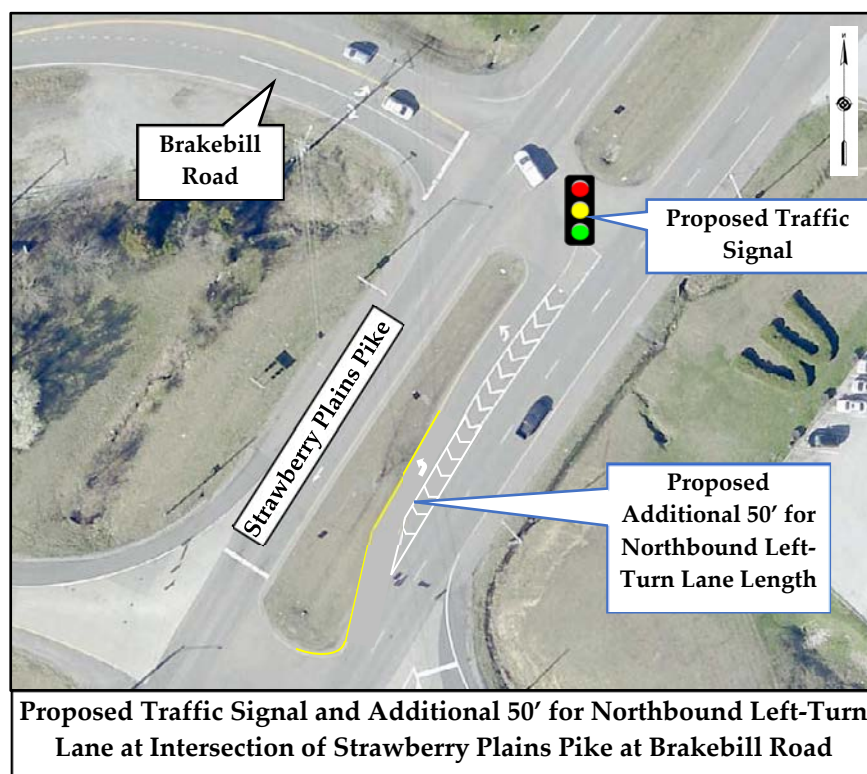 N
Brakebill
Road
Proposed Traffic
Signal
Strawberry Plains Pike
Proposed
Additional 50’ for
Northbound Left-
Turn Lane Length
Proposed Traffic Signal and Additional 50’ for Northbound Left-Turn
Lane at Intersection of Strawberry Plains Pike at Brakebill Road